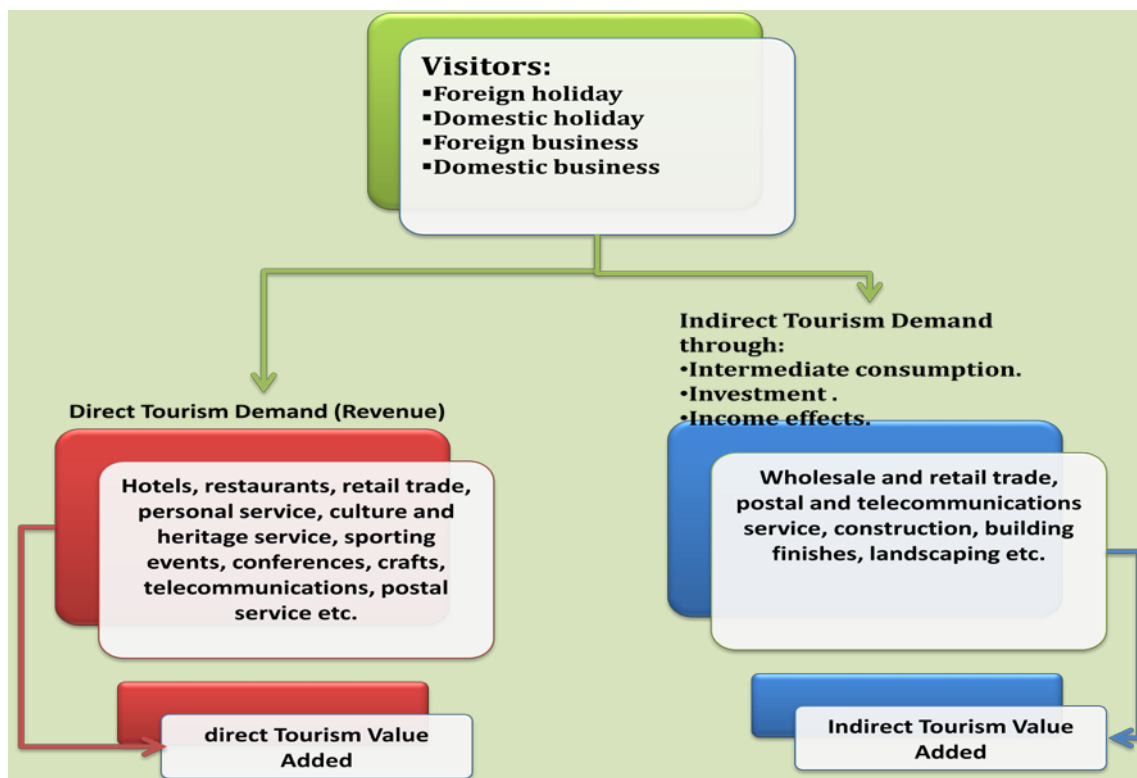 Visitors:
▪Foreign holiday
▪Domestic holiday
▪Foreign business
▪Domestic business
Direct Tourism Demand (Revenue)
Hotels, restaurants, retail trade,
personal service, culture and
heritage service, sporting
events, conferences, crafts,
telecommunications, postal
service etc.
direct Tourism Value
Added
Indirect Tourism Demand
through:
•Intermediate consumption.
•Investment .
•Income effects.
Wholesale and retail trade,
postal and telecommunications
service, construction, building
finishes, landscaping etc.
Indirect Tourism Value
Added